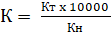 К = Кт х 10000 / Кн